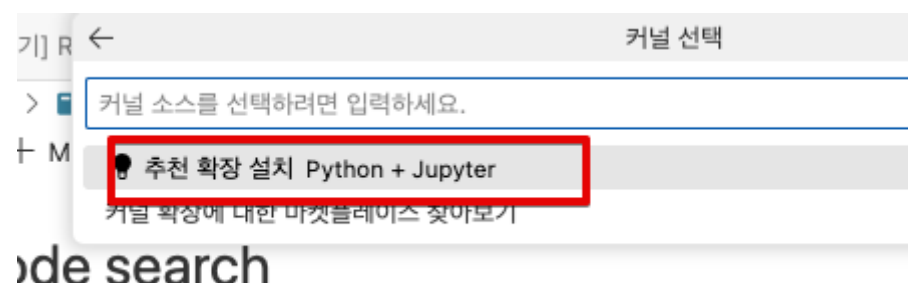 기] R ← 커널 선택
> 커널 소스를 선택하려면 입력하세요.
+ M 추천 확장 설치 Python + Jupyter
커널 확장에 대한 마켓플레이스 찾아보기
ode search